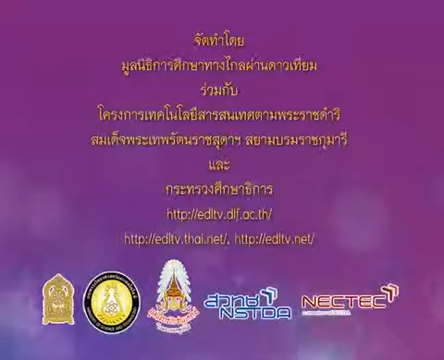 จัดทำโดย
มูลนิธิการศึกษาทางไกลผ่านดาวเทียม
ร่วมกับ
โครงการเทคโนโลยีสารสนเทศตามพระราชดำริ
สมเด็จพระเทพรัตนราชสุดาฯ สยามบรมราชกุมารี
และ
กระทรวงศึกษาธิการ
http://edltv.dlf.ac.th/
http://edltv.thai.net/, http://edltv.net/
สวทช NECTEC
NSTDA